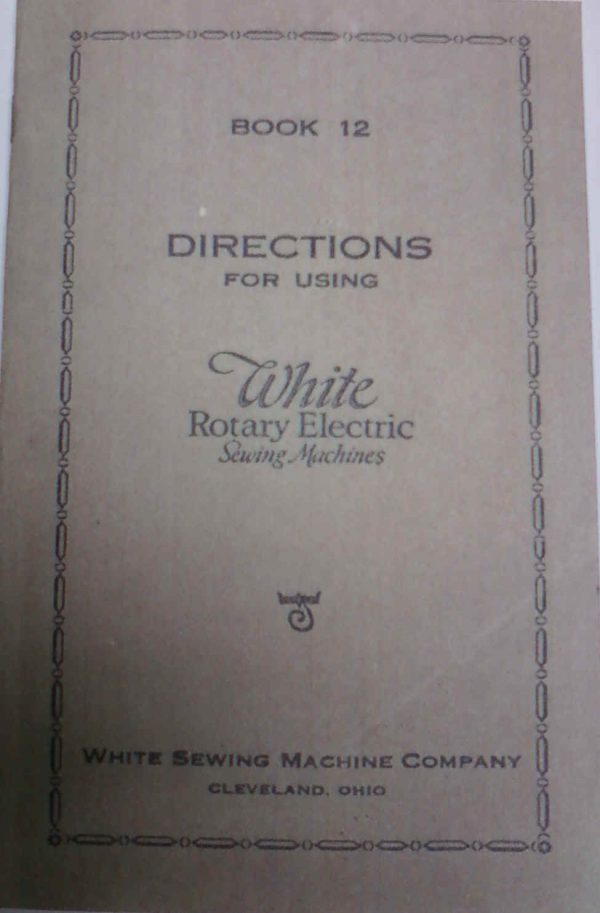 BOOK 12
DIRECTIONS
FOR USING
White
Rotary Electric
Sewing Machines
WHITE SEWING MACHINE COMPANY
CLEVELAND, OHIO